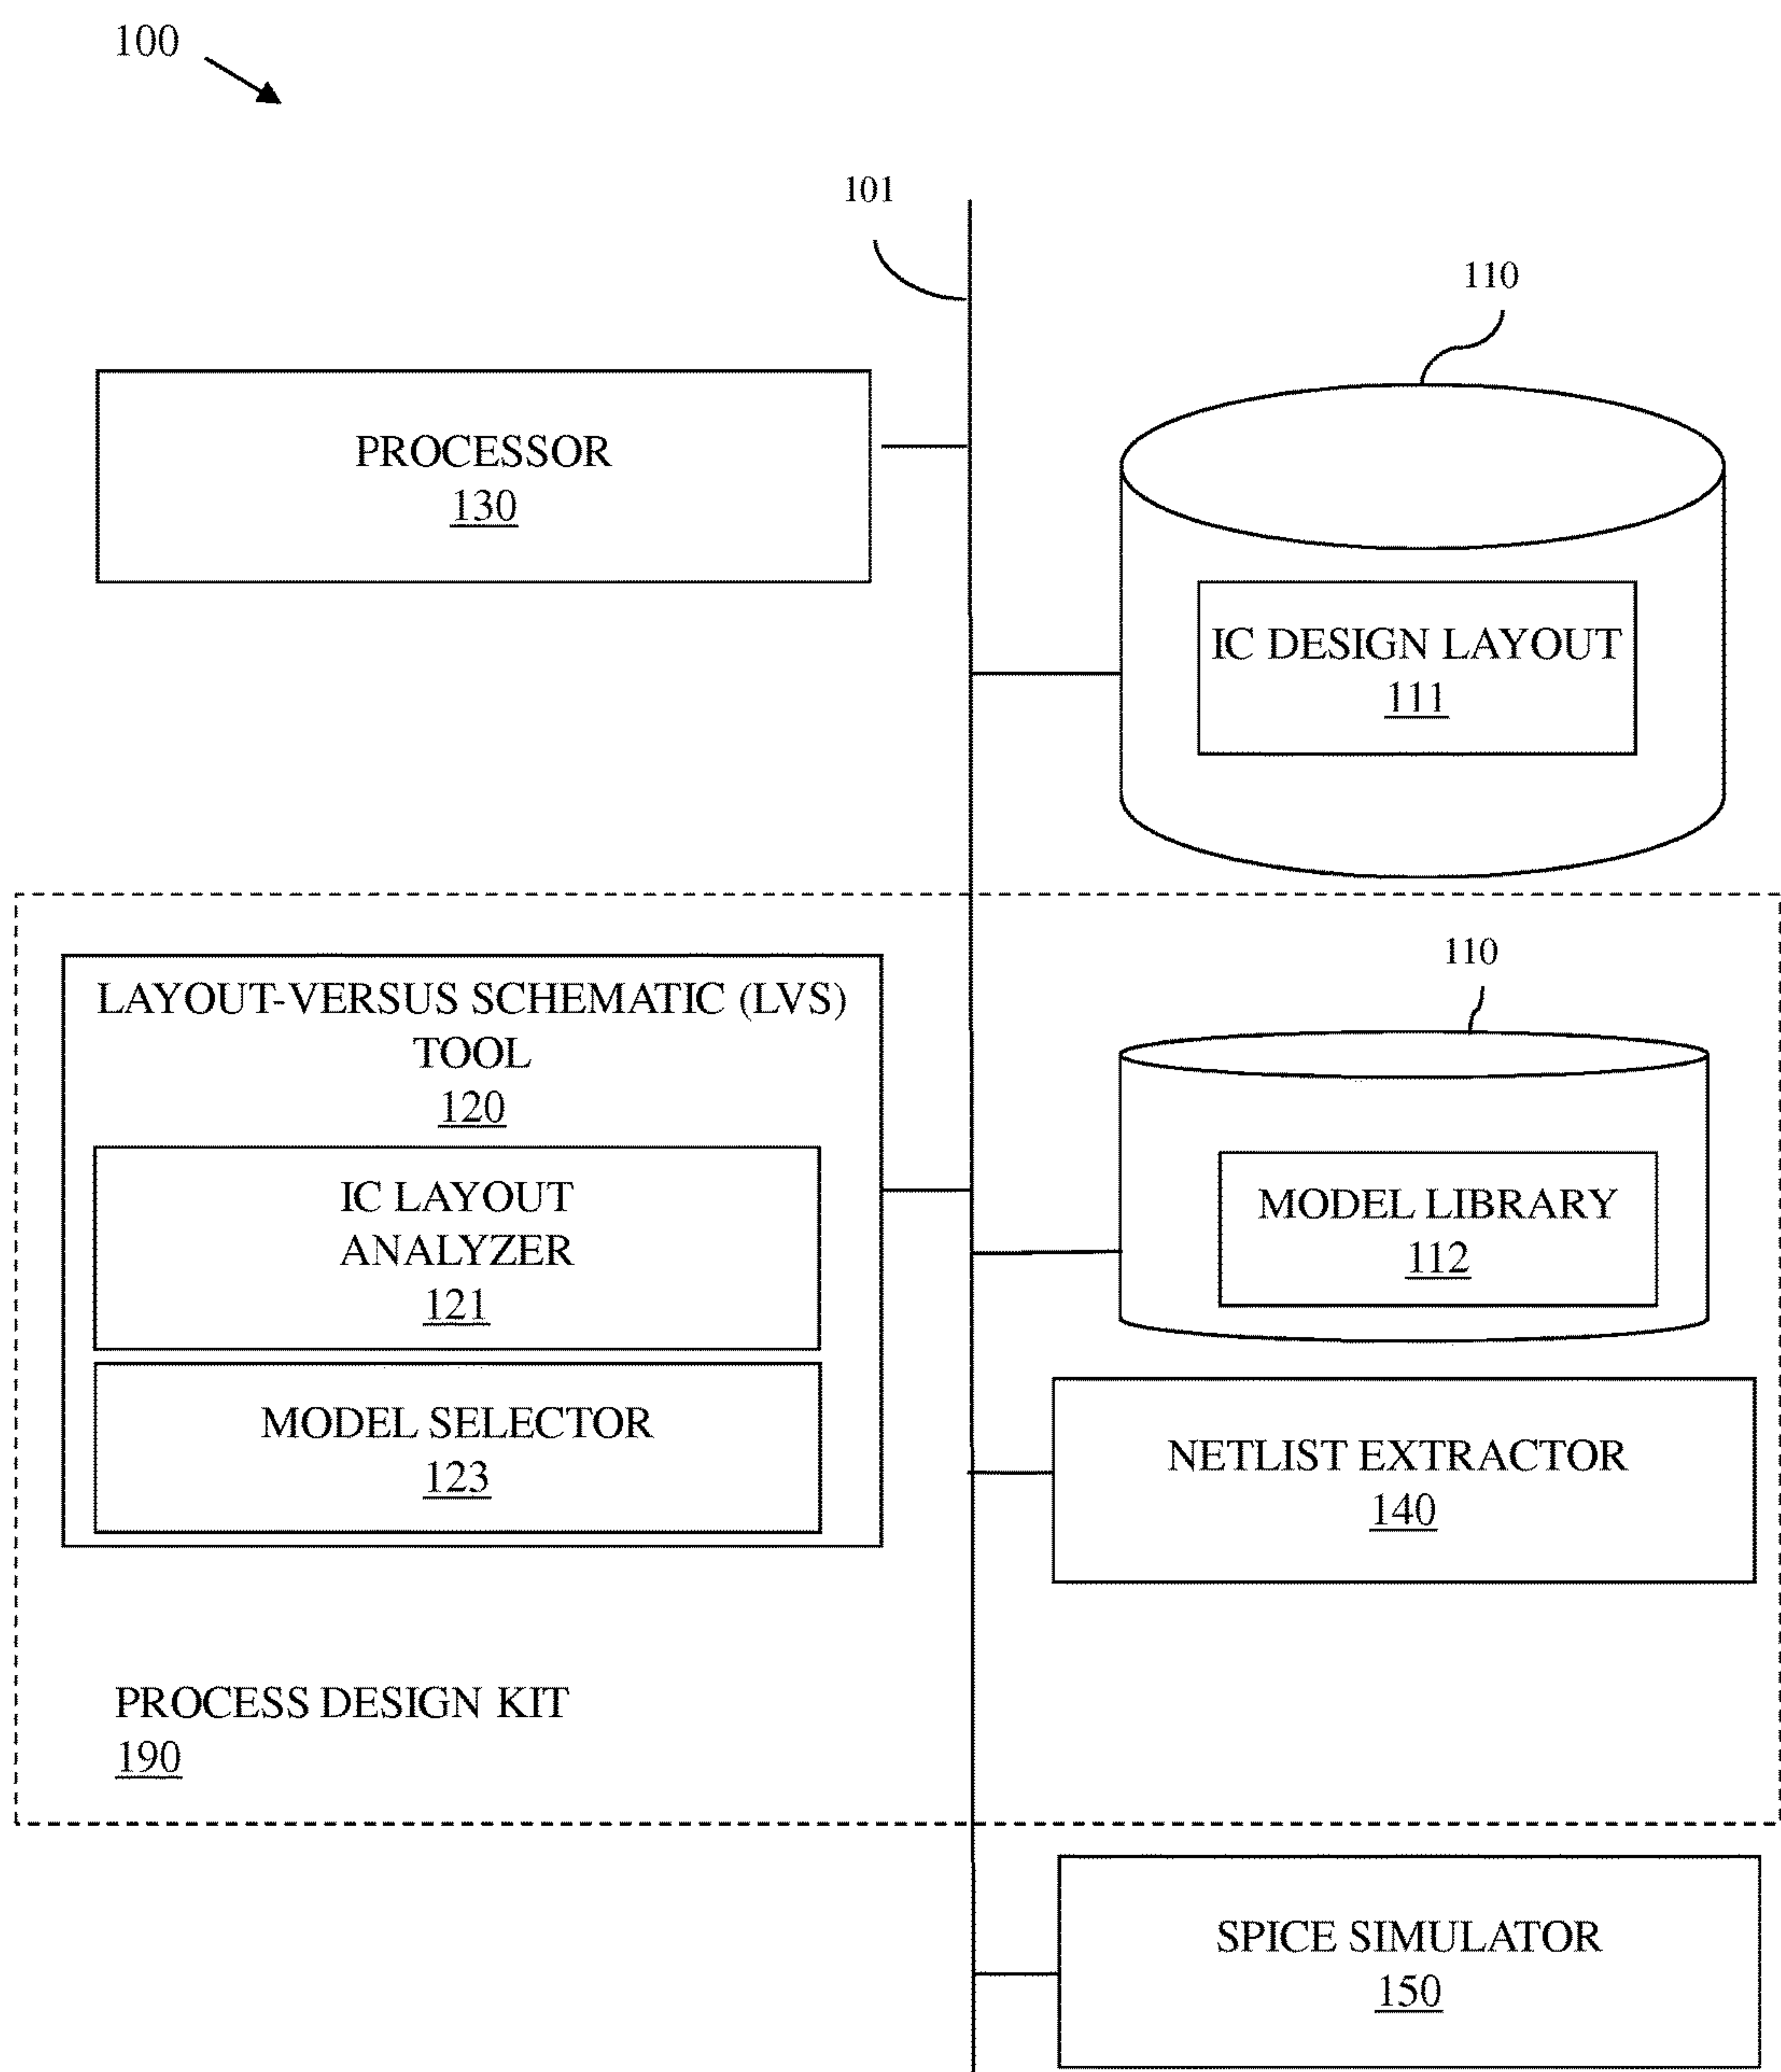 100
101
110
PROCESSOR
130
IC DESIGN LAYOUT
111
LAYOUT-VERSUS SCHEMATIC (LVS)
TOOL
120
IC LAYOUT
ANALYZER
121
MODEL SELECTOR
123
110
MODEL LIBRARY
112
NETLIST EXTRACTOR
140
PROCESS DESIGN KIT
190
SPICE SIMULATOR
150